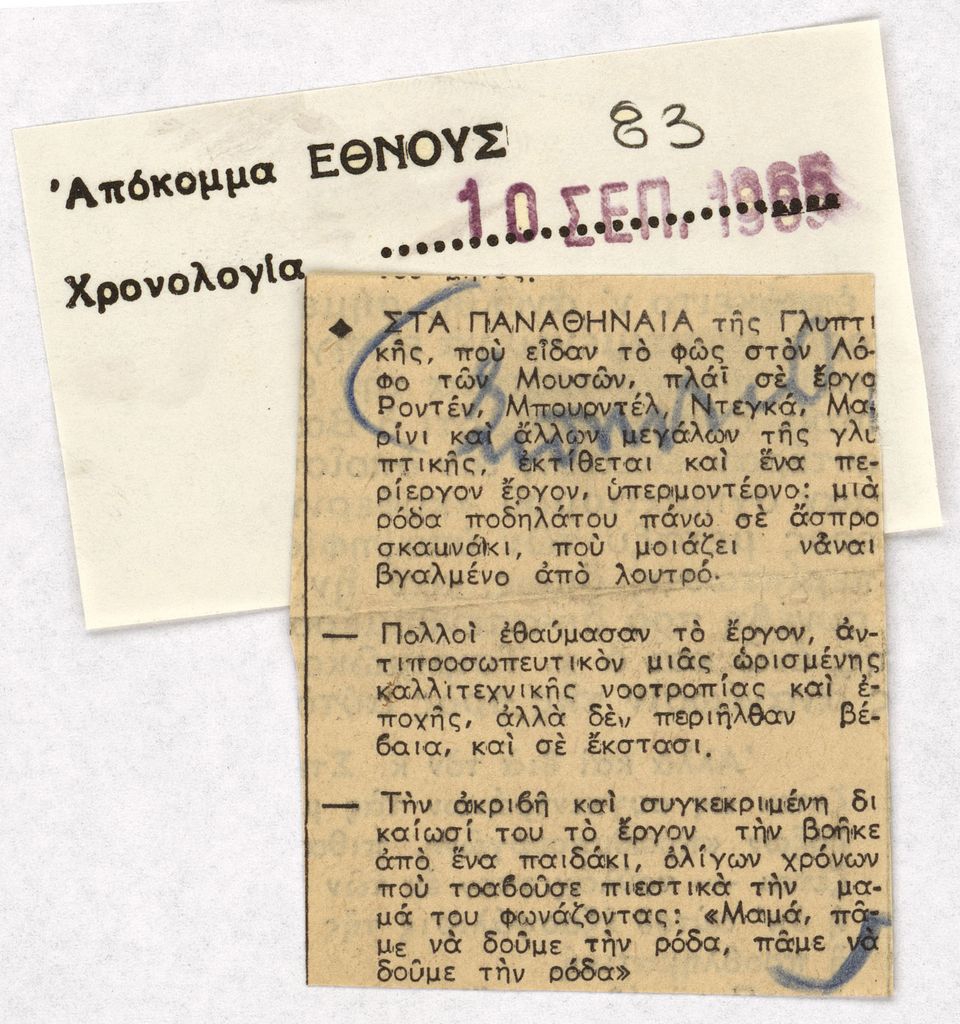 Ἀπόκομμα ΕΘΝΟΥΣ
83
10 ΣΕΠ. 1965
Χρονολογία
◆ ΣΤΑ ΠΑΝΑΘΗΝΑΙΑ τῆς Γλυπτι
κῆς, ποὺ εἶδαν τὸ φῶς στὸν Λό-
φο τῶν Μουσῶν, πλάϊ σὲ ἔργα
Ροντέν, Μπουρντέλ, Ντεγκά, Μα-
ρίνι καὶ ἄλλων μεγάλων τῆς γλυ
πτικῆς, ἐκτίθεται καὶ ἕνα πε-
ρίεργον ἔργον, ὑπερμοντέρνο: μιὰ
ρόδα ποδηλάτου πάνω σὲ ἄσπρο
σκαμνάκι, ποὺ μοιάζει νἆναι
βγαλμένο ἀπὸ λουτρό.
— Πολλοὶ ἐθαύμασαν τὸ ἔργον, ἀν-
τιπροσωπευτικὸν μιᾶς ὡρισμένης
καλλιτεχνικῆς νοοτροπίας καὶ ἐ-
ποχῆς, ἀλλὰ δὲν περιῆλθαν βέ-
βαια, καὶ σὲ ἔκστασι.
— Τὴν ἀκριβῆ καὶ συγκεκριμένη δι
καίωσί του τὸ ἔργον τὴν βρῆκε
ἀπὸ ἕνα παιδάκι, ὀλίγων χρόνων
ποὺ τραβοῦσε πιεστικὰ τὴν μα-
μά του φωνάζοντας: «Μαμά, πᾶ-
με νὰ δοῦμε τὴν ρόδα, πᾶμε νὰ
δοῦμε τὴν ρόδα»